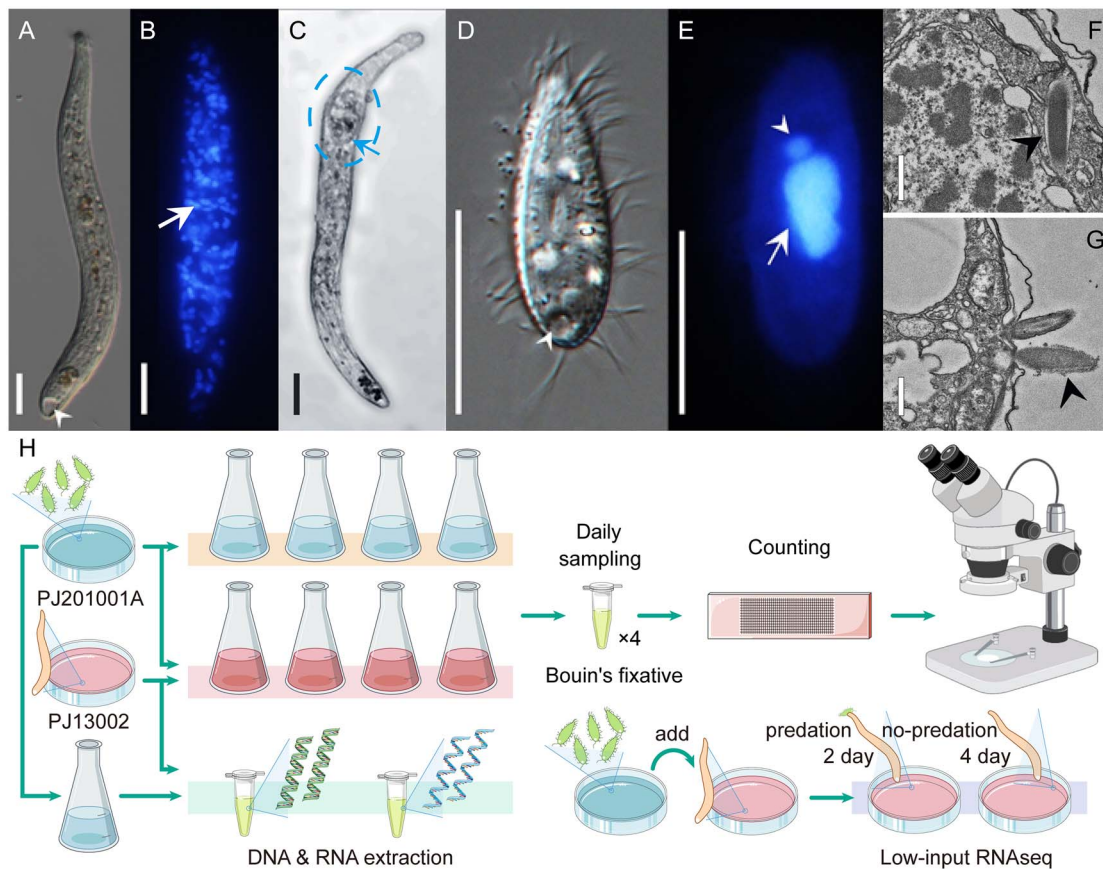 A
B
C
D
E
F
G
H
PJ201001A
PJ13002
Daily
sampling
×4
Bouin's fixative
Counting
add
predation
2 day
no-predation
4 day
DNA & RNA extraction
Low-input RNAseq